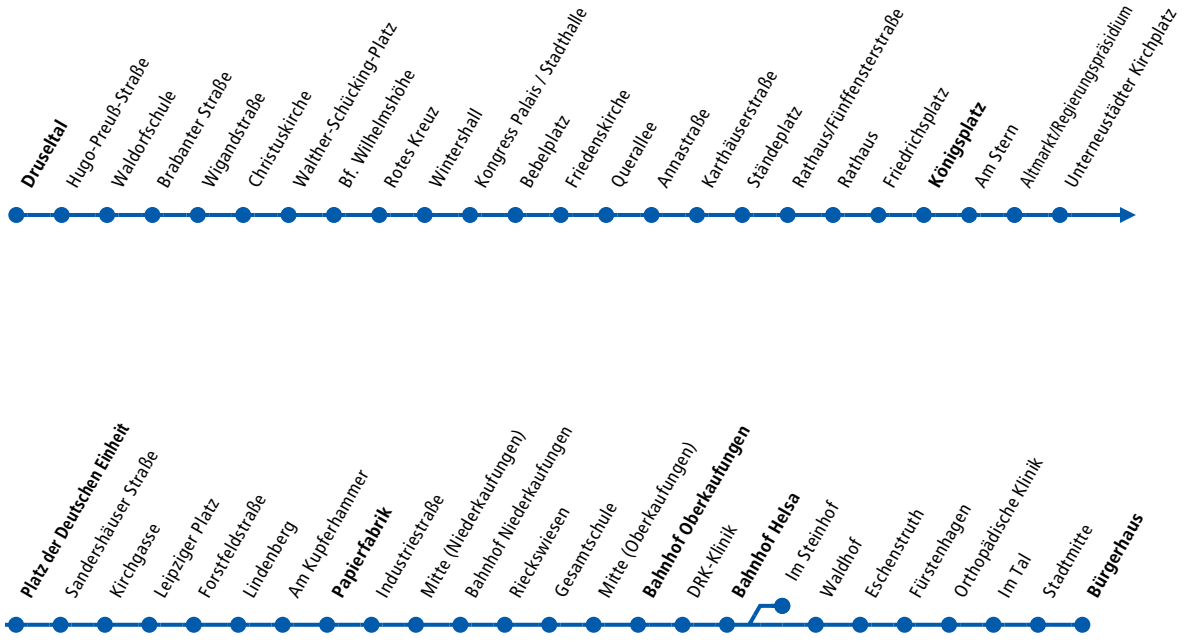 Druseltal
Hugo-Preuß-Straße
Waldorfschule
Brabanter Straße
Wigandstraße
Christuskirche
Walther-Schücking-Platz
Bf. Wilhelmshöhe
Rotes Kreuz
Wintershall
Kongress Palais / Stadthalle
Bebelplatz
Friedenskirche
Querallee
Annastraße
Karthäuserstraße
Ständeplatz
Rathaus/Fünffensterstraße
Rathaus
Friedrichsplatz
Königsplatz
Am Stern
Altmarkt/Regierungspräsidium
Unterneustädter Kirchplatz
Platz der Deutschen Einheit
Sandershäuser Straße
Kirchgasse
Leipziger Platz
Forstfeldstraße
Lindenberg
Am Kupferhammer
Papierfabrik
Industriestraße
Mitte (Niederkaufungen)
Bahnhof Niederkaufungen
Rieckswiesen
Gesamtschule
Mitte (Oberkaufungen)
Bahnhof Oberkaufungen
DRK-Klinik
Bahnhof Helsa
Im Steinhof
Waldhof
Eschenstruth
Fürstenhagen
Orthopädische Klinik
Im Tal
Stadtmitte
Bürgerhaus